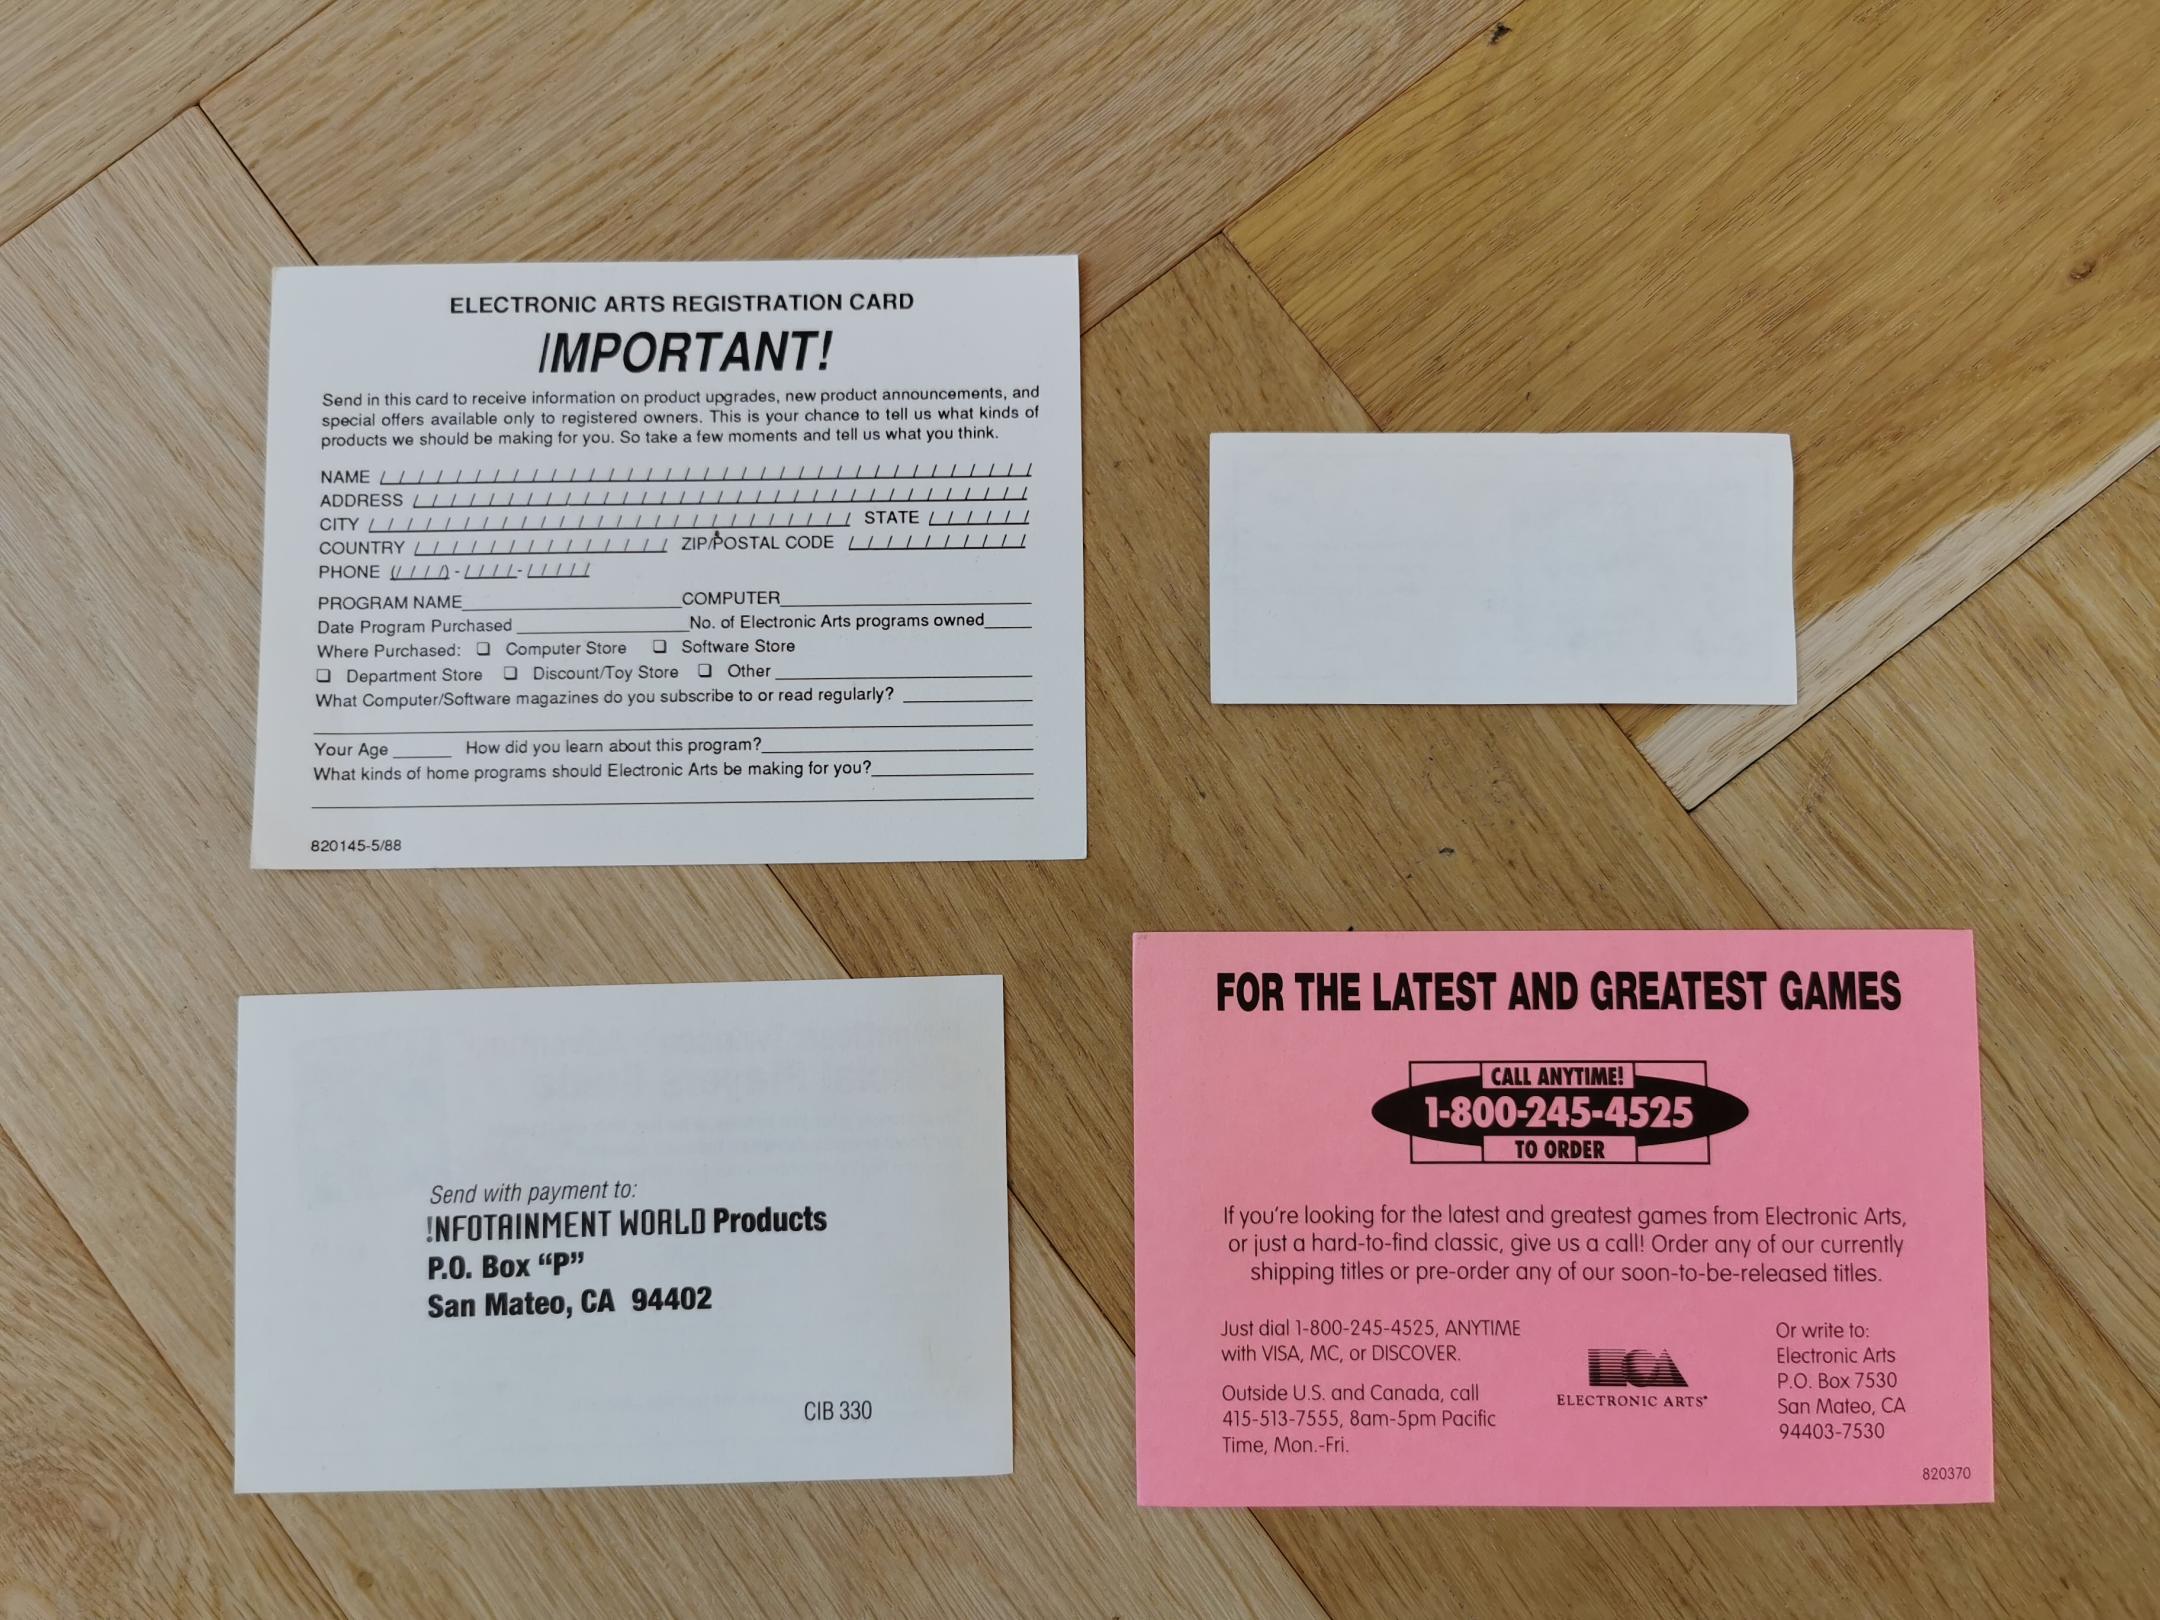 ELECTRONIC ARTS REGISTRATION CARD
IMPORTANT!
Send in this card to receive information on product upgrades, new product announcements, and
special offers available only to registered owners. This is your chance to tell us what kinds of
products we should be making for you. So take a few moments and tell us what you think.
NAME
ADDRESS
CITY STATE
COUNTRY ZIP/POSTAL CODE
PHONE
PROGRAM NAME COMPUTER
Date Program Purchased No. of Electronic Arts programs owned
Where Purchased: ❏ Computer Store ❏ Software Store
❏ Department Store ❏ Discount/Toy Store ❏ Other
What Computer/Software magazines do you subscribe to or read regularly?
Your Age How did you learn about this program?
What kinds of home programs should Electronic Arts be making for you?
820145-5/88
Send with payment to:
!NFOTAINMENT WORLD Products
P.O. Box “P”
San Mateo, CA 94402
CIB 330
FOR THE LATEST AND GREATEST GAMES
CALL ANYTIME!
1-800-245-4525
TO ORDER
If you're looking for the latest and greatest games from Electronic Arts,
or just a hard-to-find classic, give us a call! Order any of our currently
shipping titles or pre-order any of our soon-to-be-released titles.
Just dial 1-800-245-4525, ANYTIME
with VISA, MC, or DISCOVER.
Outside U.S. and Canada, call
415-513-7555, 8am-5pm Pacific
Time, Mon.-Fri.
ECA
ELECTRONIC ARTS®
Or write to:
Electronic Arts
P.O. Box 7530
San Mateo, CA
94403-7530
820370